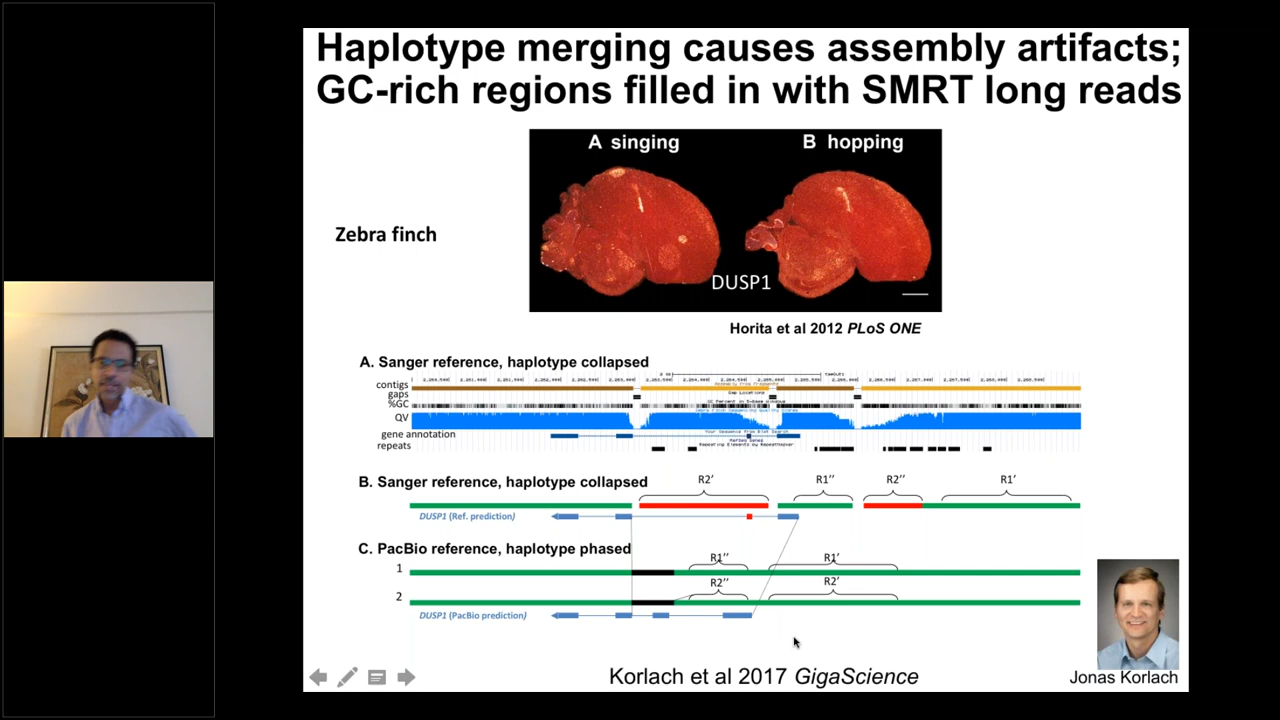 Haplotype merging causes assembly artifacts;
GC-rich regions filled in with SMRT long reads
A singing
B hopping
Zebra finch
DUSP1
Horita et al 2012 PLoS ONE
A. Sanger reference, haplotype collapsed
contigs
gaps
%GC
QV
gene annotation
repeats
B. Sanger reference, haplotype collapsed
R2′ R1′′ R2′′ R1′
DUSP1 (Ref. prediction)
C. PacBio reference, haplotype phased
R1′′ R1′
1
R2′′ R2′
2
DUSP1 (PacBio prediction)
Korlach et al 2017 GigaScience
Jonas Korlach